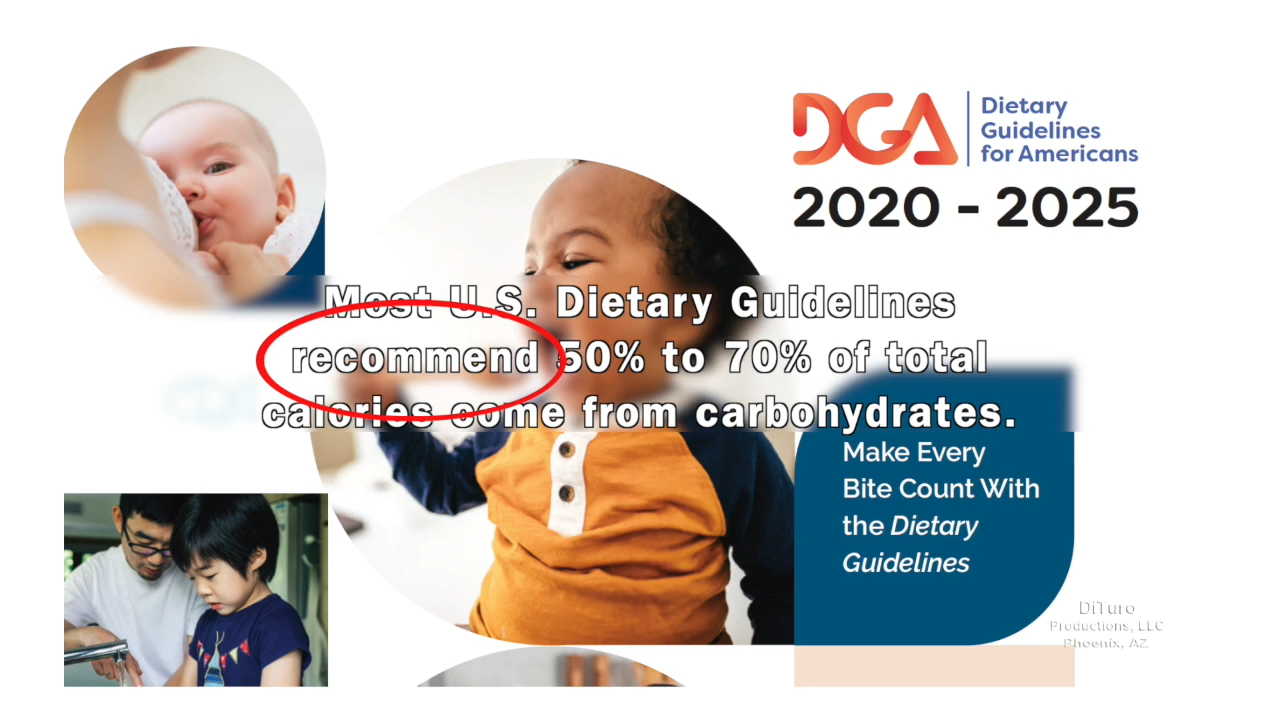 DGA
Dietary
Guidelines
for Americans
2020 - 2025
Most U.S. Dietary Guidelines
recommend 50% to 70% of total
calories come from carbohydrates.
Make Every
Bite Count With
the Dietary
Guidelines
DiTuro
Productions, LLC
Phoenix, AZ